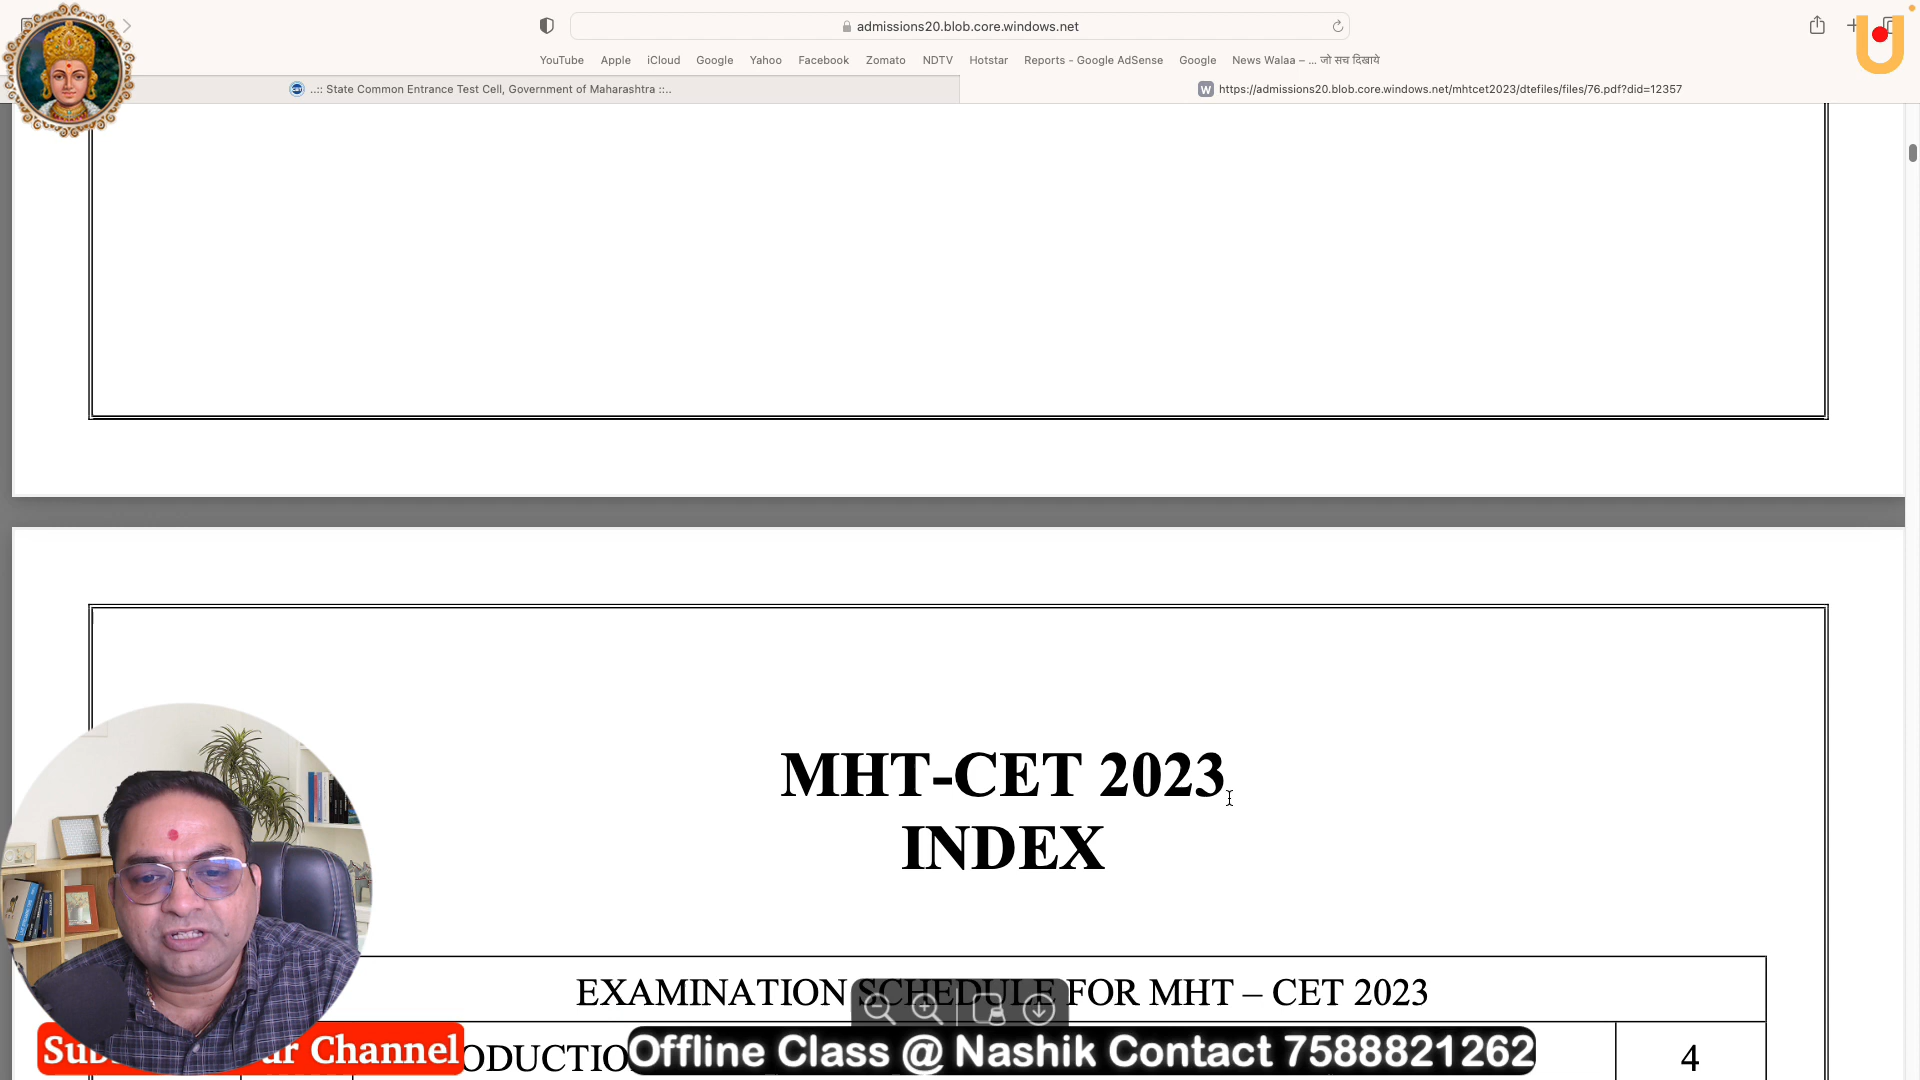 admissions20.blob.core.windows.net
YouTube Apple iCloud Google Yahoo Facebook Zomato NDTV Hotstar Reports - Google AdSense Google News Walaa – ... जो सच दिखाये
..:: State Common Entrance Test Cell, Government of Maharashtra ::..
W https://admissions20.blob.core.windows.net/mhtcet2023/dtefiles/files/76.pdf?did=12357
MHT-CET 2023
INDEX
EXAMINATION SCHEDULE FOR MHT – CET 2023
4
Channel
Offline Class @ Nashik Contact 7588821262